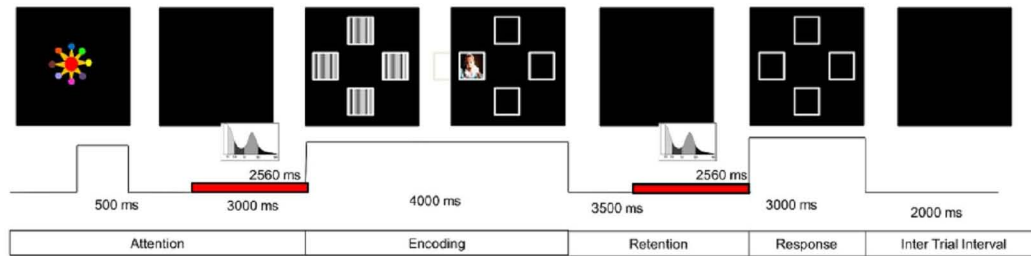 2560 ms
2560 ms
500 ms
3000 ms
4000 ms
3500 ms
3000 ms
2000 ms
Attention
Encoding
Retention
Response
Inter Trial Interval